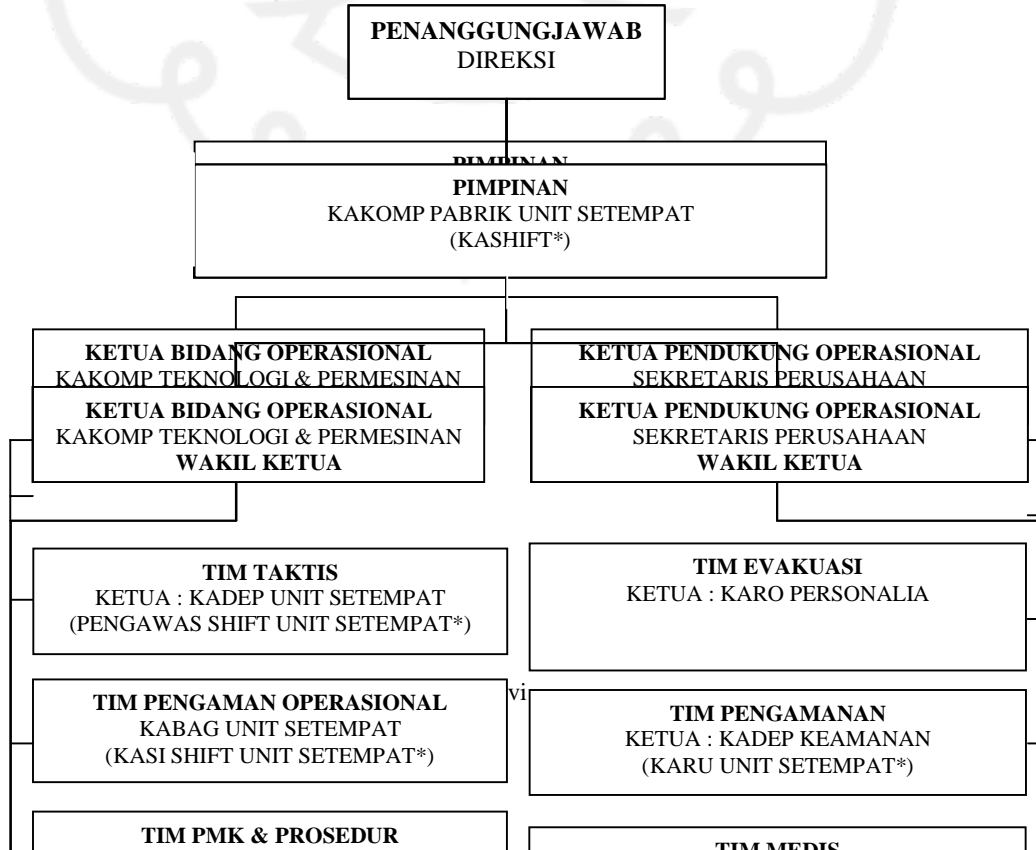 PENANGGUNGJAWAB
DIREKSI
PIMPINAN
PIMPINAN
KAKOMP PABRIK UNIT SETEMPAT
(KASHIFT*)
KETUA BIDANG OPERASIONAL
KAKOMP TEKNOLOGI & PERMESINAN
KETUA BIDANG OPERASIONAL
KAKOMP TEKNOLOGI & PERMESINAN
WAKIL KETUA
KETUA PENDUKUNG OPERASIONAL
SEKRETARIS PERUSAHAAN
KETUA PENDUKUNG OPERASIONAL
SEKRETARIS PERUSAHAAN
WAKIL KETUA
TIM TAKTIS
KETUA : KADEP UNIT SETEMPAT
(PENGAWAS SHIFT UNIT SETEMPAT*)
TIM EVAKUASI
KETUA : KARO PERSONALIA
TIM PENGAMAN OPERASIONAL
KABAG UNIT SETEMPAT
(KASI SHIFT UNIT SETEMPAT*)
vi
TIM PENGAMANAN
KETUA : KADEP KEAMANAN
(KARU UNIT SETEMPAT*)
TIM PMK & PROSEDUR
TIM MEDIS